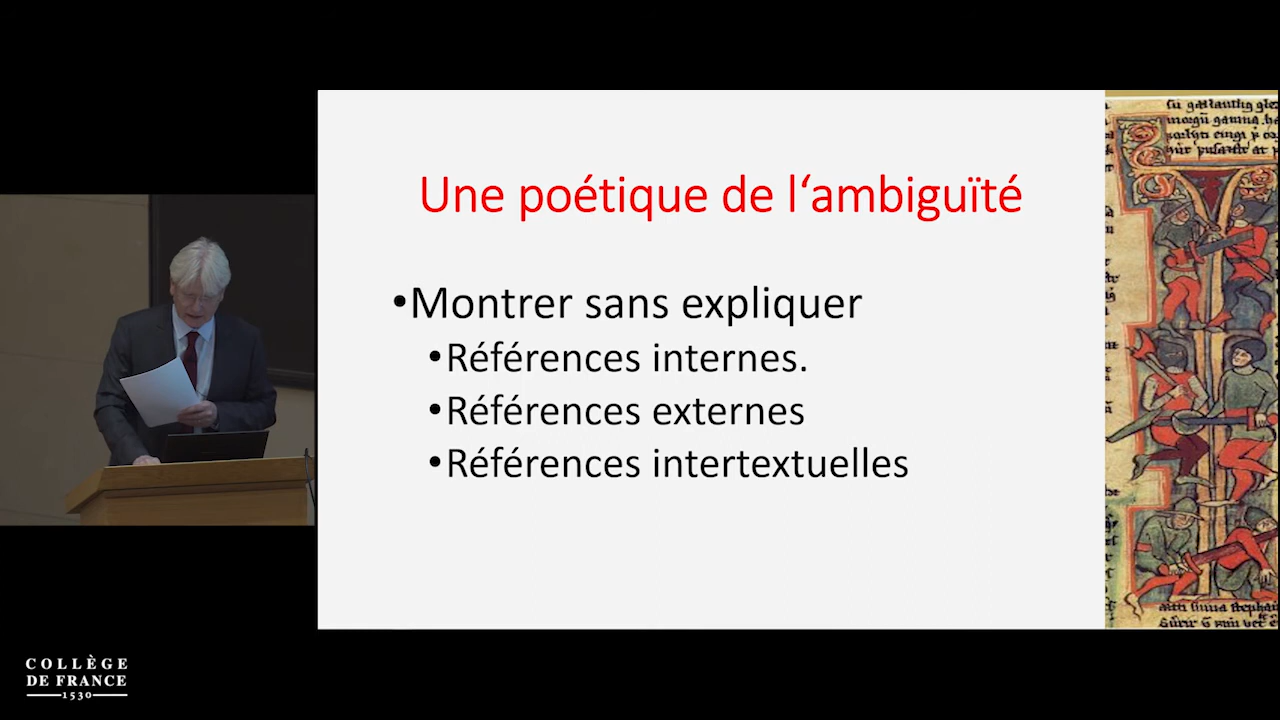 Une poétique de l‘ambiguïté
•Montrer sans expliquer
•Références internes.
•Références externes
•Références intertextuelles
COLLÈGE
DE FRANCE
1530